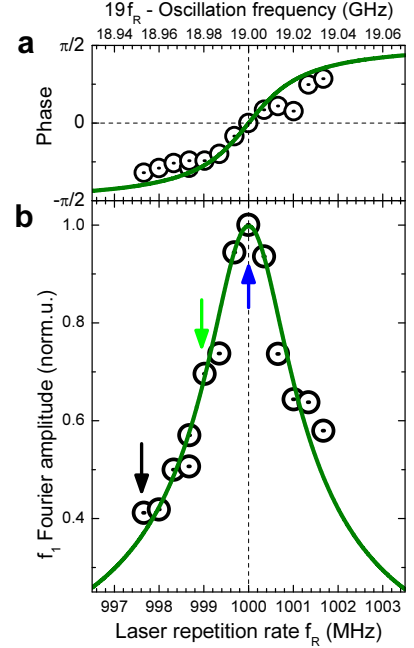 19f_R - Oscillation frequency (GHz)
18.94 18.96 18.98 19.00 19.02 19.04 19.06
a
π/2
0
-π/2
Phase
b
1.0
0.8
0.6
0.4
f_1 Fourier amplitude (norm.u.)
997 998 999 1000 1001 1002 1003
Laser repetition rate f_R (MHz)